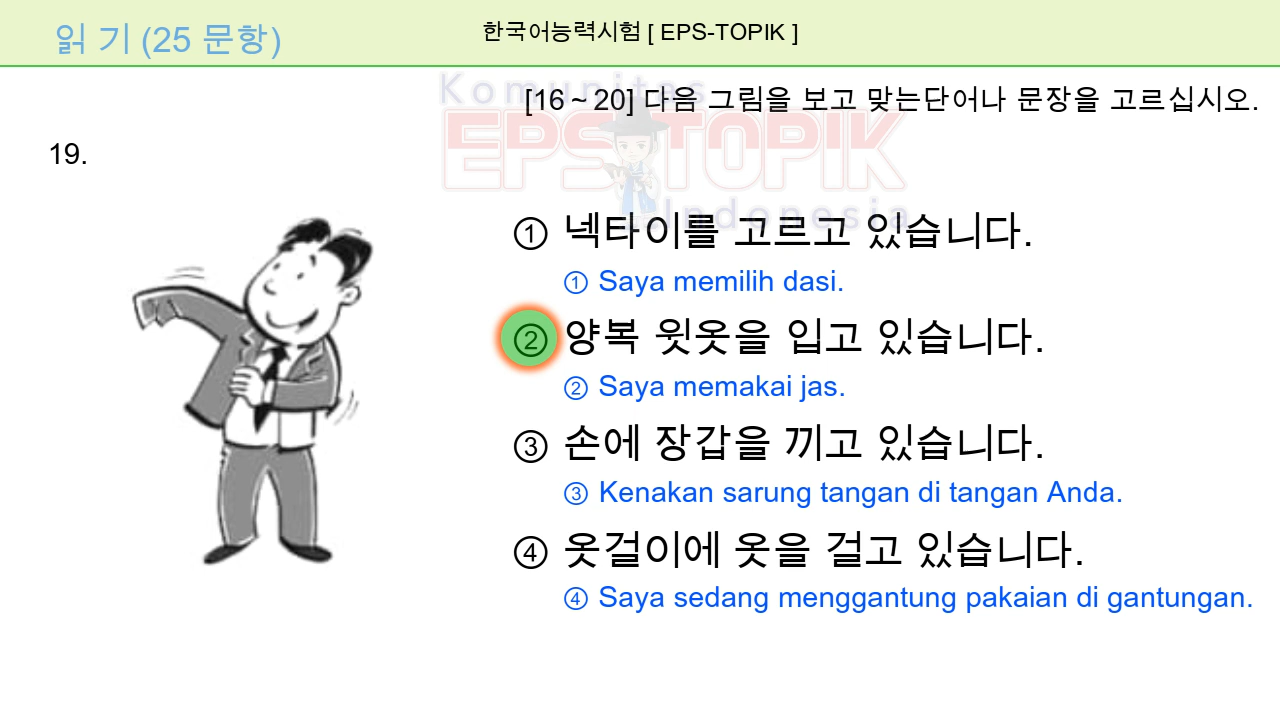 읽 기 (25 문항)
한국어능력시험 [ EPS-TOPIK ]
Komunitas
EPS TOPIK
Indonesia
[16 ~ 20] 다음 그림을 보고 맞는단어나 문장을 고르십시오.
19.
① 넥타이를 고르고 있습니다.
① Saya memilih dasi.
② 양복 윗옷을 입고 있습니다.
② Saya memakai jas.
③ 손에 장갑을 끼고 있습니다.
③ Kenakan sarung tangan di tangan Anda.
④ 옷걸이에 옷을 걸고 있습니다.
④ Saya sedang menggantung pakaian di gantungan.